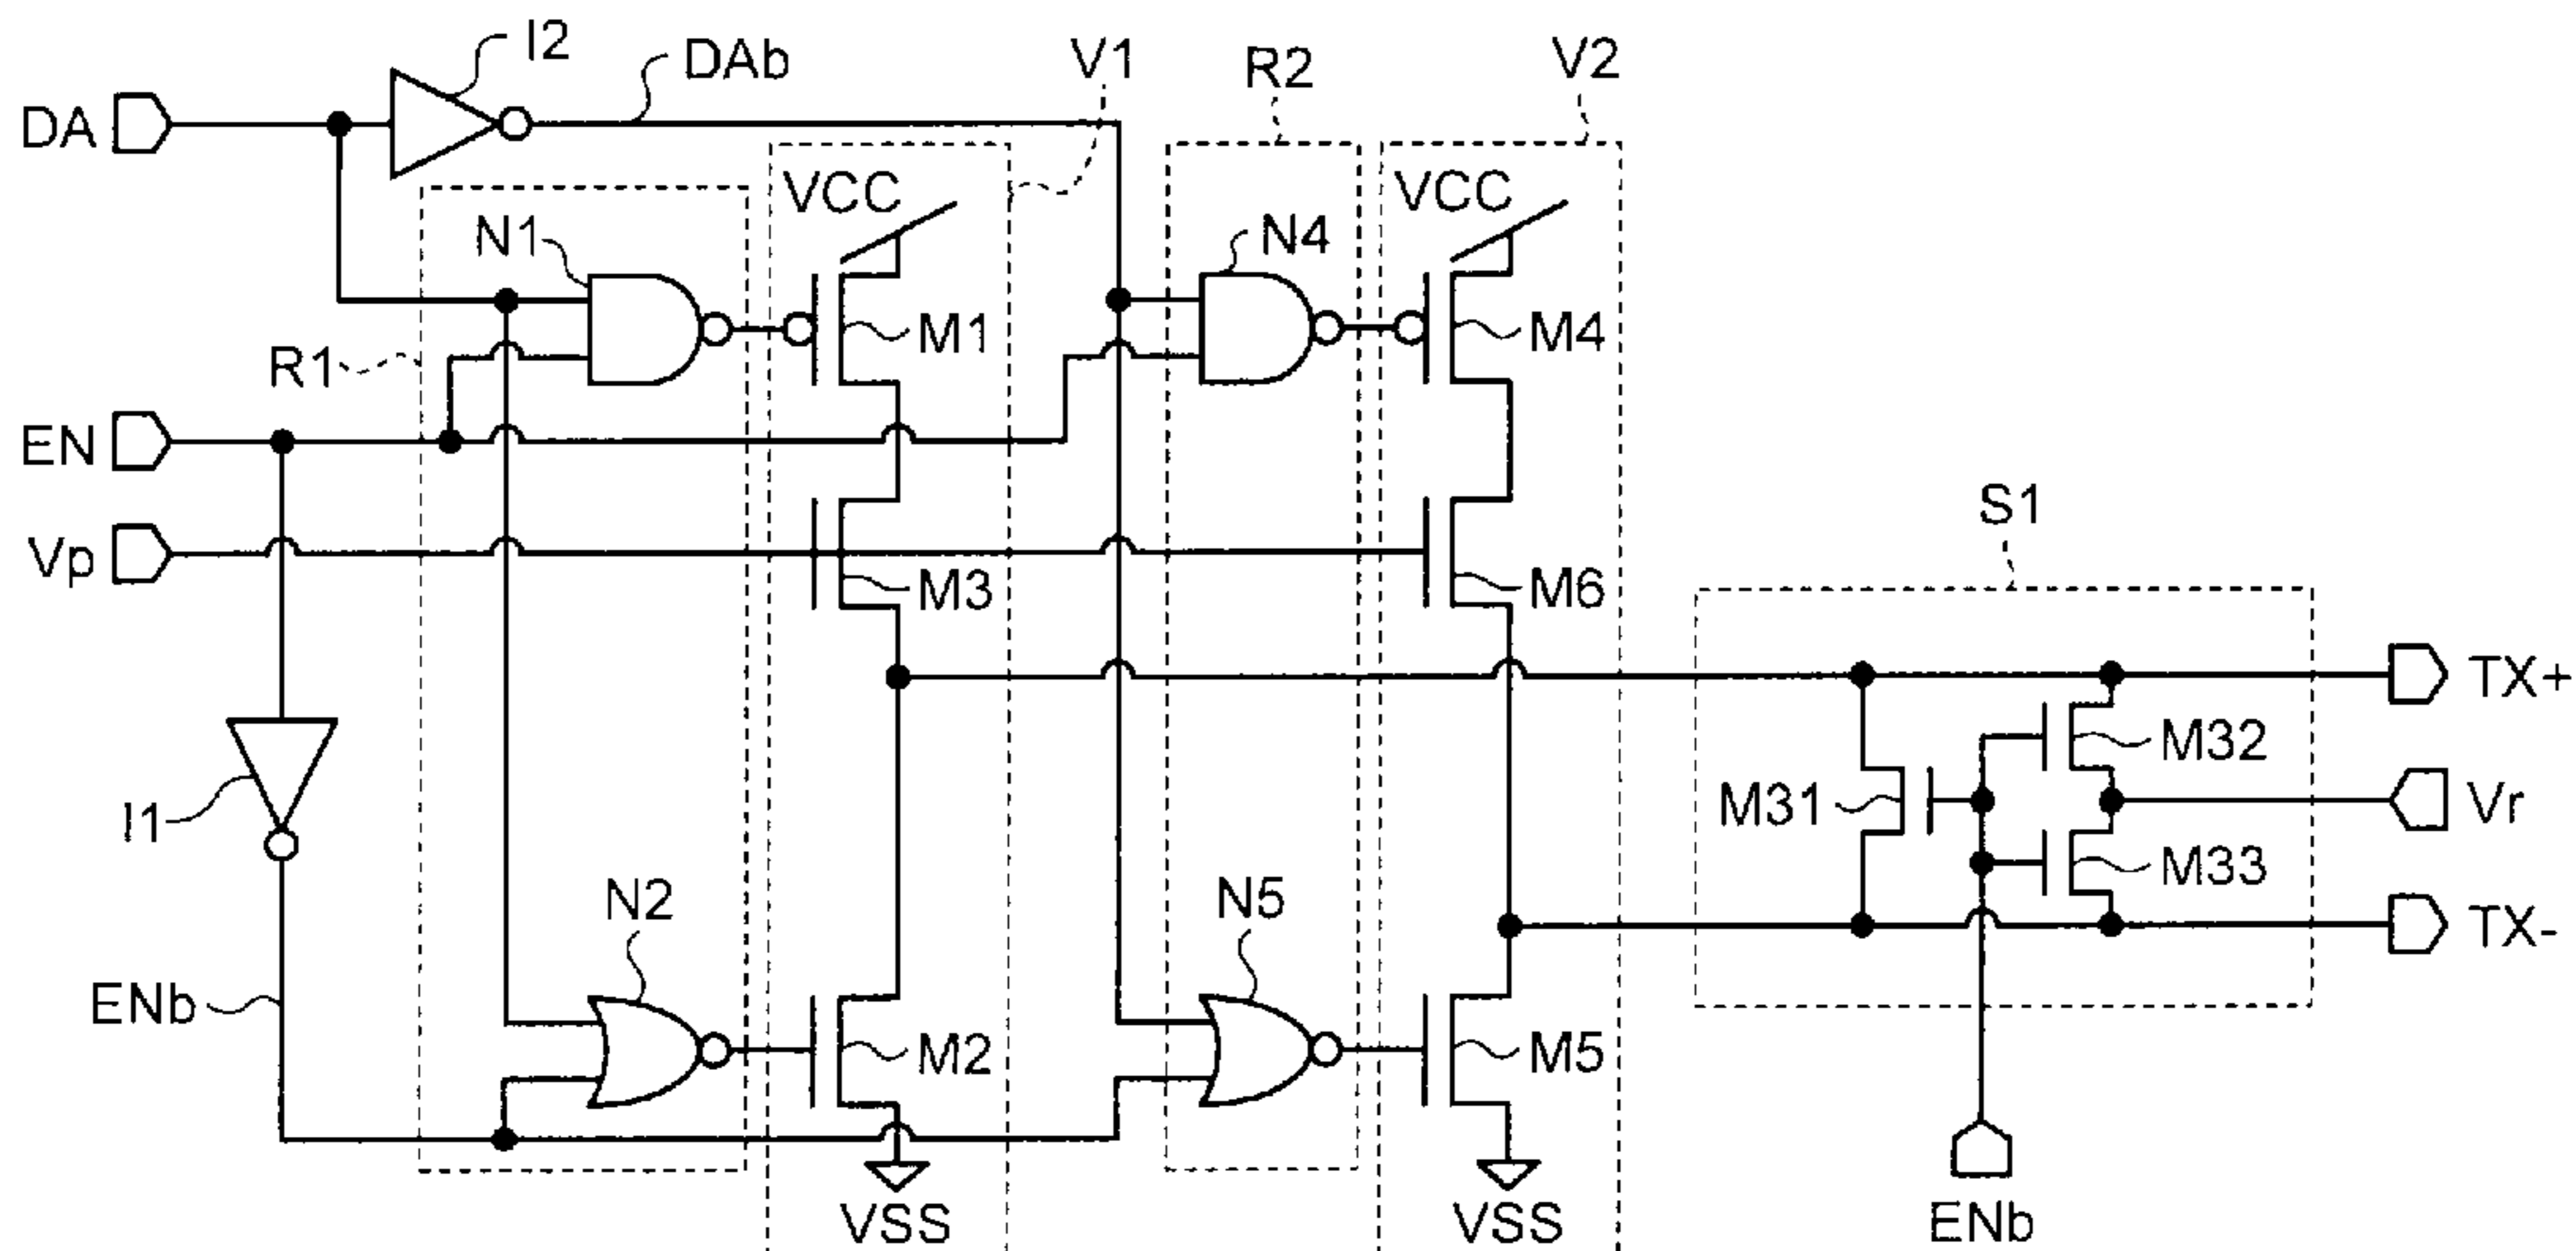 I2
DAb
V1
R2
V2
DA
VCC
VCC
N1
N4
M1
M4
R1
EN
S1
Vp
M3
M6
TX+
M32
M31
Vr
I1
M33
N2
N5
TX-
ENb
M2
M5
VSS
VSS
ENb